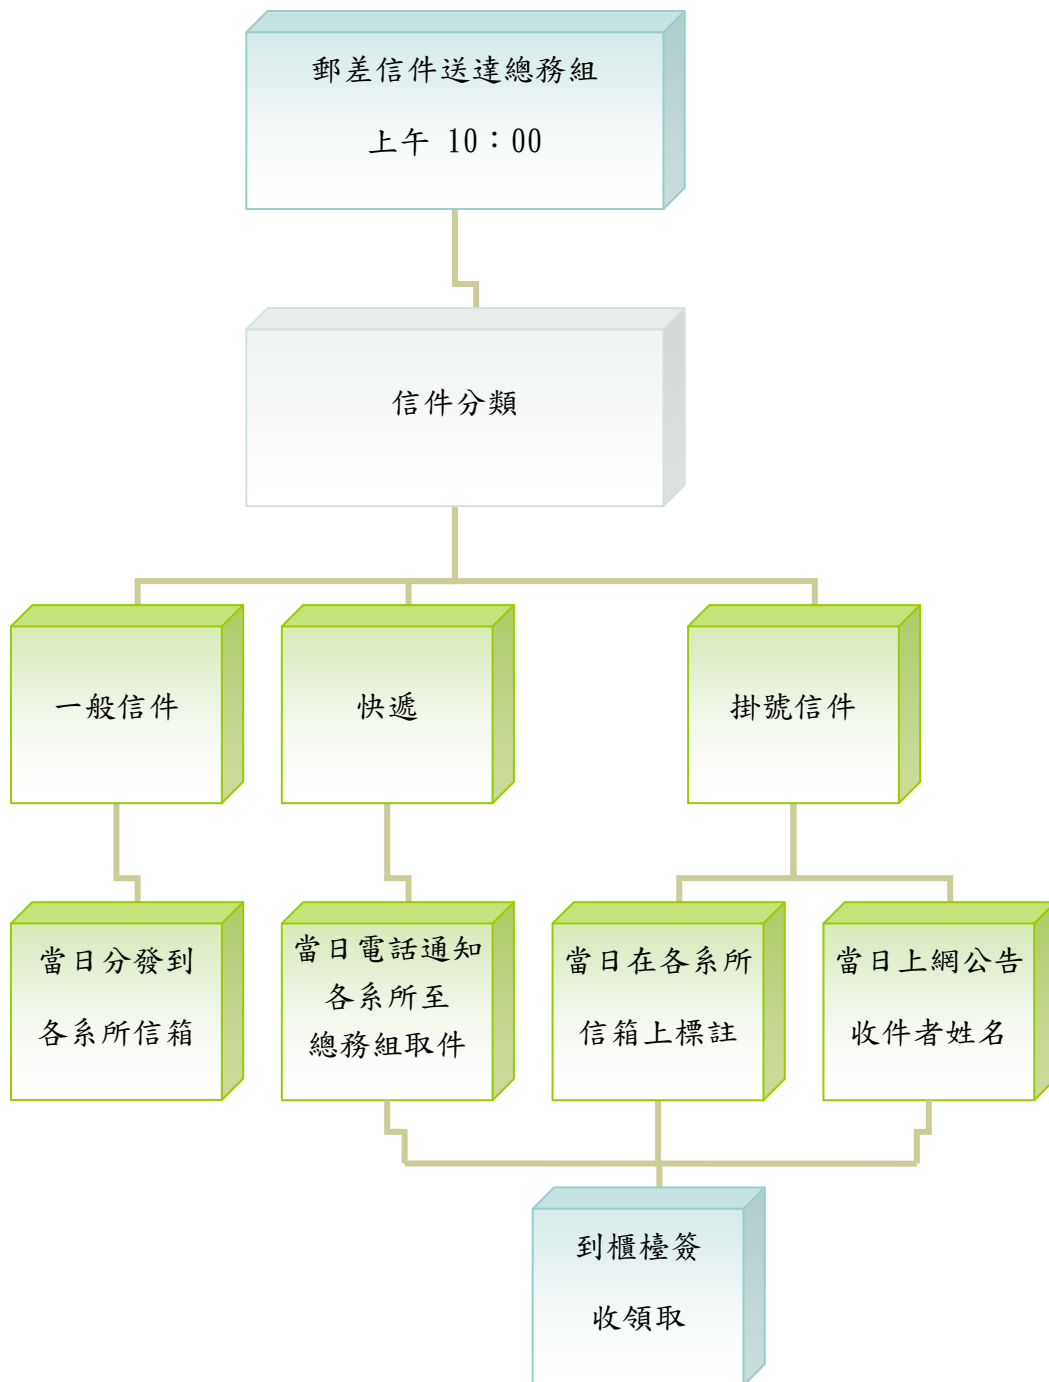 郵差信件送達總務組
上午 10：00
信件分類
一般信件
快遞
掛號信件
當日分發到
各系所信箱
當日電話通知
各系所至
總務組取件
當日在各系所
信箱上標註
當日上網公告
收件者姓名
到櫃檯簽
收領取